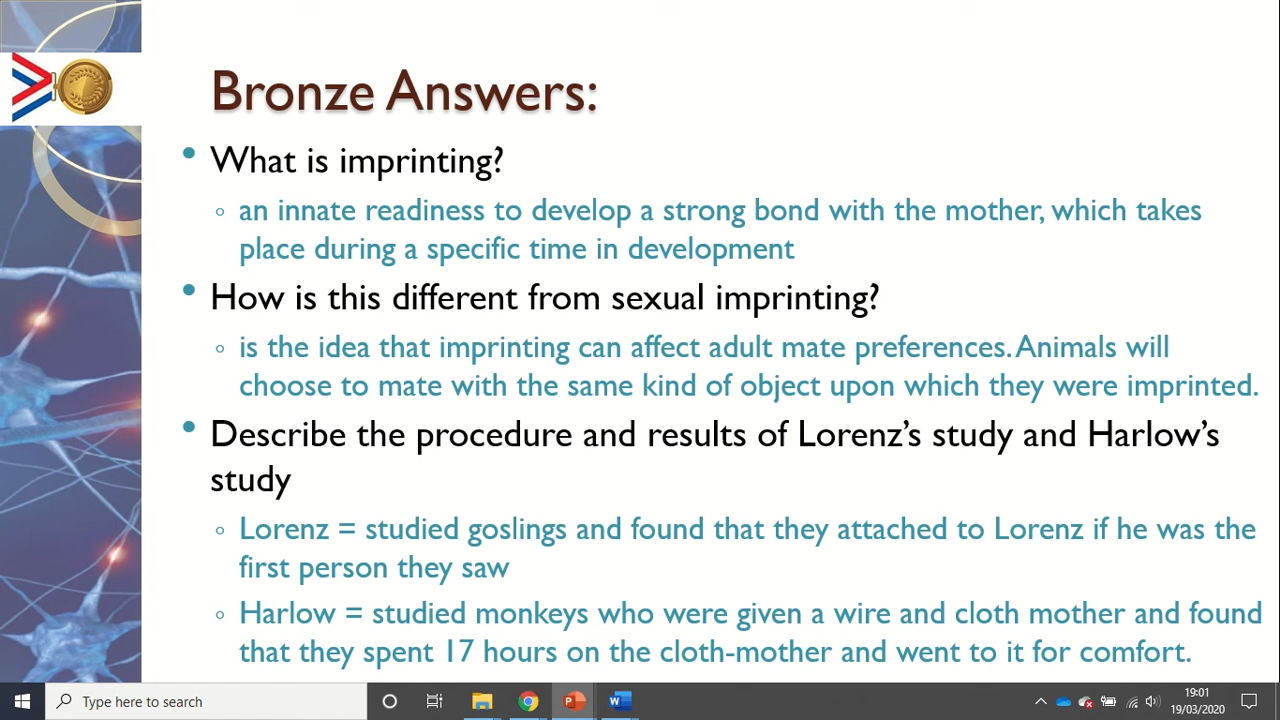 Bronze Answers:
What is imprinting?
an innate readiness to develop a strong bond with the mother, which takes
place during a specific time in development
How is this different from sexual imprinting?
is the idea that imprinting can affect adult mate preferences. Animals will
choose to mate with the same kind of object upon which they were imprinted.
Describe the procedure and results of Lorenz’s study and Harlow’s
study
Lorenz = studied goslings and found that they attached to Lorenz if he was the
first person they saw
Harlow = studied monkeys who were given a wire and cloth mother and found
that they spent 17 hours on the cloth-mother and went to it for comfort.
Type here to search
19:01
19/03/2020